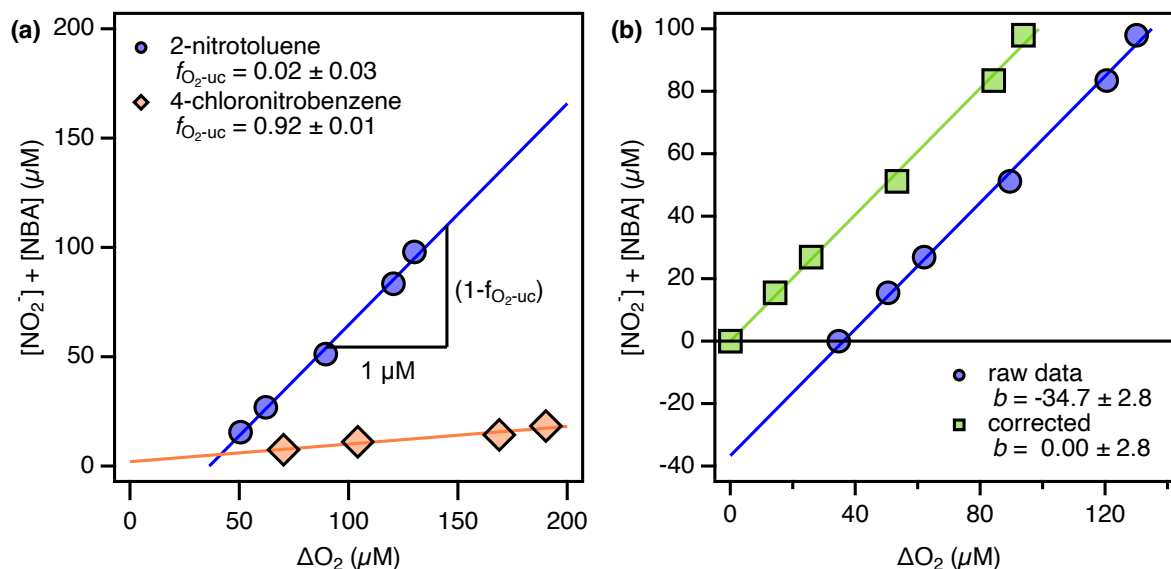 (a)
200
150
100
50
0
[NO₂⁻] + [NBA] (µM)
2-nitrotoluene
f_O₂-uc = 0.02 ± 0.03
4-chloronitrobenzene
f_O₂-uc = 0.92 ± 0.01
(1-f_O₂-uc)
1 µM
0 50 100 150 200
ΔO₂ (µM)
(b)
100
80
60
40
20
0
-20
-40
[NO₂⁻] + [NBA] (µM)
raw data
b = -34.7 ± 2.8
corrected
b = 0.00 ± 2.8
0 40 80 120
ΔO₂ (µM)